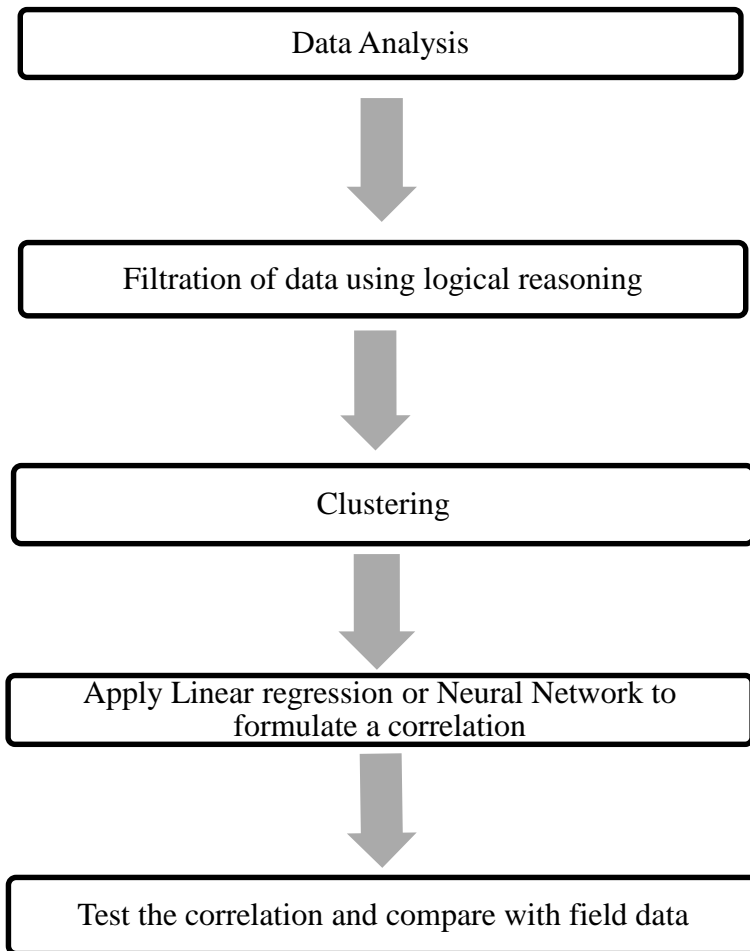 Data Analysis
Filtration of data using logical reasoning
Clustering
Apply Linear regression or Neural Network to
formulate a correlation
Test the correlation and compare with field data